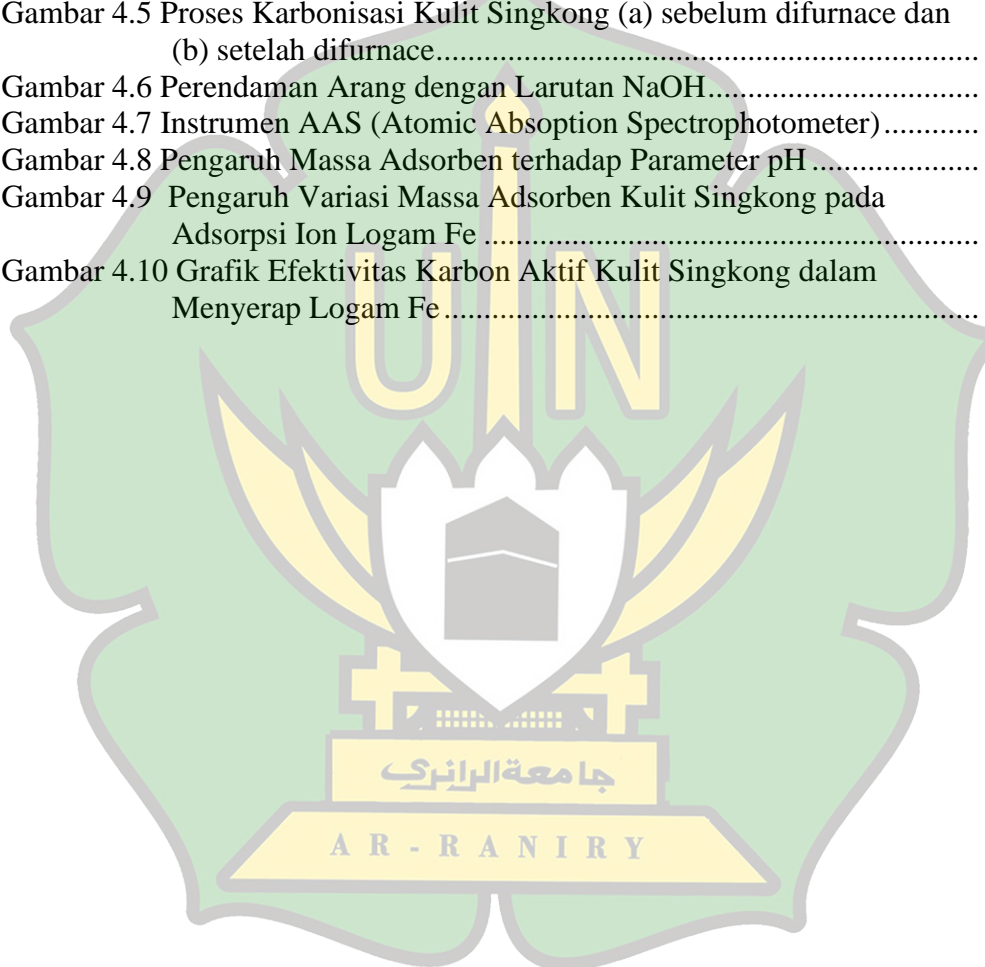 Gambar 4.5 Proses Karbonisasi Kulit Singkong (a) sebelum difurnace dan
(b) setelah difurnace....................................................................
Gambar 4.6 Perendaman Arang dengan Larutan NaOH..................................
Gambar 4.7 Instrumen AAS (Atomic Absoption Spectrophotometer)............
Gambar 4.8 Pengaruh Massa Adsorben terhadap Parameter pH.....................
Gambar 4.9 Pengaruh Variasi Massa Adsorben Kulit Singkong pada
Adsorpsi Ion Logam Fe..............................................................
Gambar 4.10 Grafik Efektivitas Karbon Aktif Kulit Singkong dalam
Menyerap Logam Fe...................................................................
UIN
جامعة الرانري
AR-RANIRY